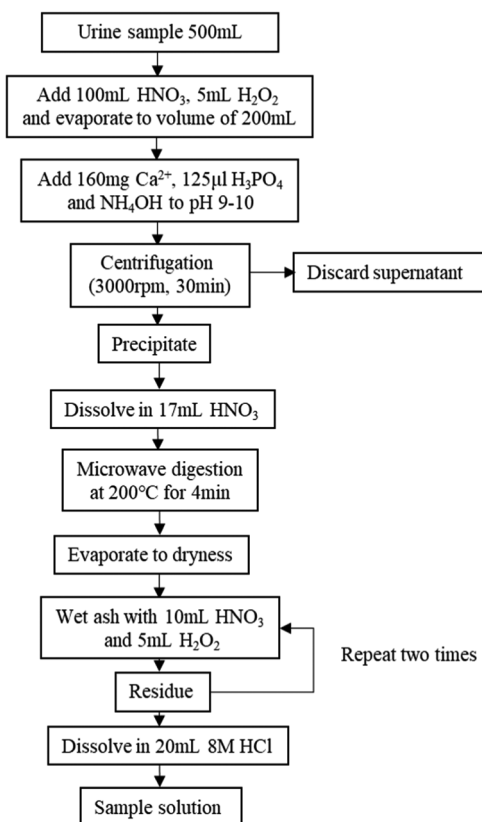 Urine sample 500mL
Add 100mL HNO₃, 5mL H₂O₂
and evaporate to volume of 200mL
Add 160mg Ca²⁺, 125μl H₃PO₄
and NH₄OH to pH 9-10
Centrifugation
(3000rpm, 30min)
Discard supernatant
Precipitate
Dissolve in 17mL HNO₃
Microwave digestion
at 200℃ for 4min
Evaporate to dryness
Wet ash with 10mL HNO₃
and 5mL H₂O₂
Repeat two times
Residue
Dissolve in 20mL 8M HCl
Sample solution